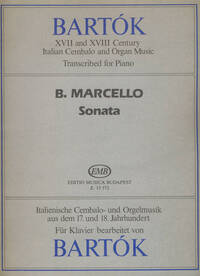 BARTÓK
XVII and XVIII Century
Italian Cembalo and Organ Music
Transcribed for Piano
B. MARCELLO
Sonata
EMB
EDITIO MUSICA BUDAPEST
Italienische Cembalo- und Orgelmusik
aus dem 17. und 18. Jahrhundert
Für Klavier bearbeitet von
BARTÓK